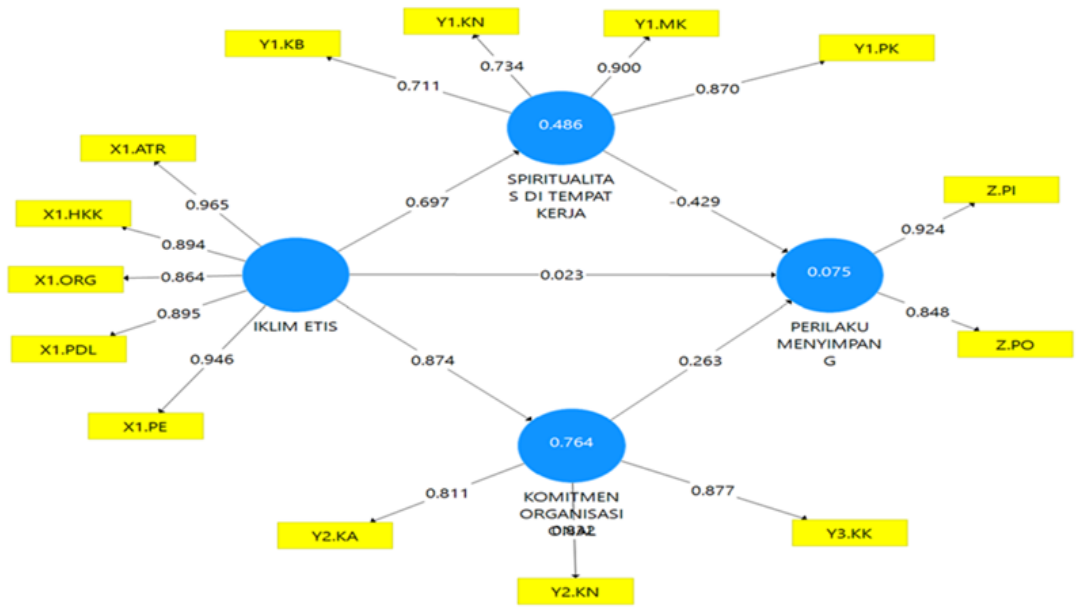 Y1.KN
Y1.MK
Y1.KB
Y1.PK
0.734
0.900
0.711
0.870
0.486
X1.ATR
SPIRITUALITA
S DI TEMPAT
KERJA
0.965
0.697
-0.429
Z.PI
X1.HKK
0.894
0.924
X1.ORG
0.864
0.023
0.075
0.895
0.848
IKLIM ETIS
PERILAKU
MENYIMPAN
G
X1.PDL
Z.PO
0.946
0.874
0.263
X1.PE
0.764
0.811
KOMITMEN
ORGANISASI
ONAL
0.877
Y2.KA
Y3.KK
Y2.KN